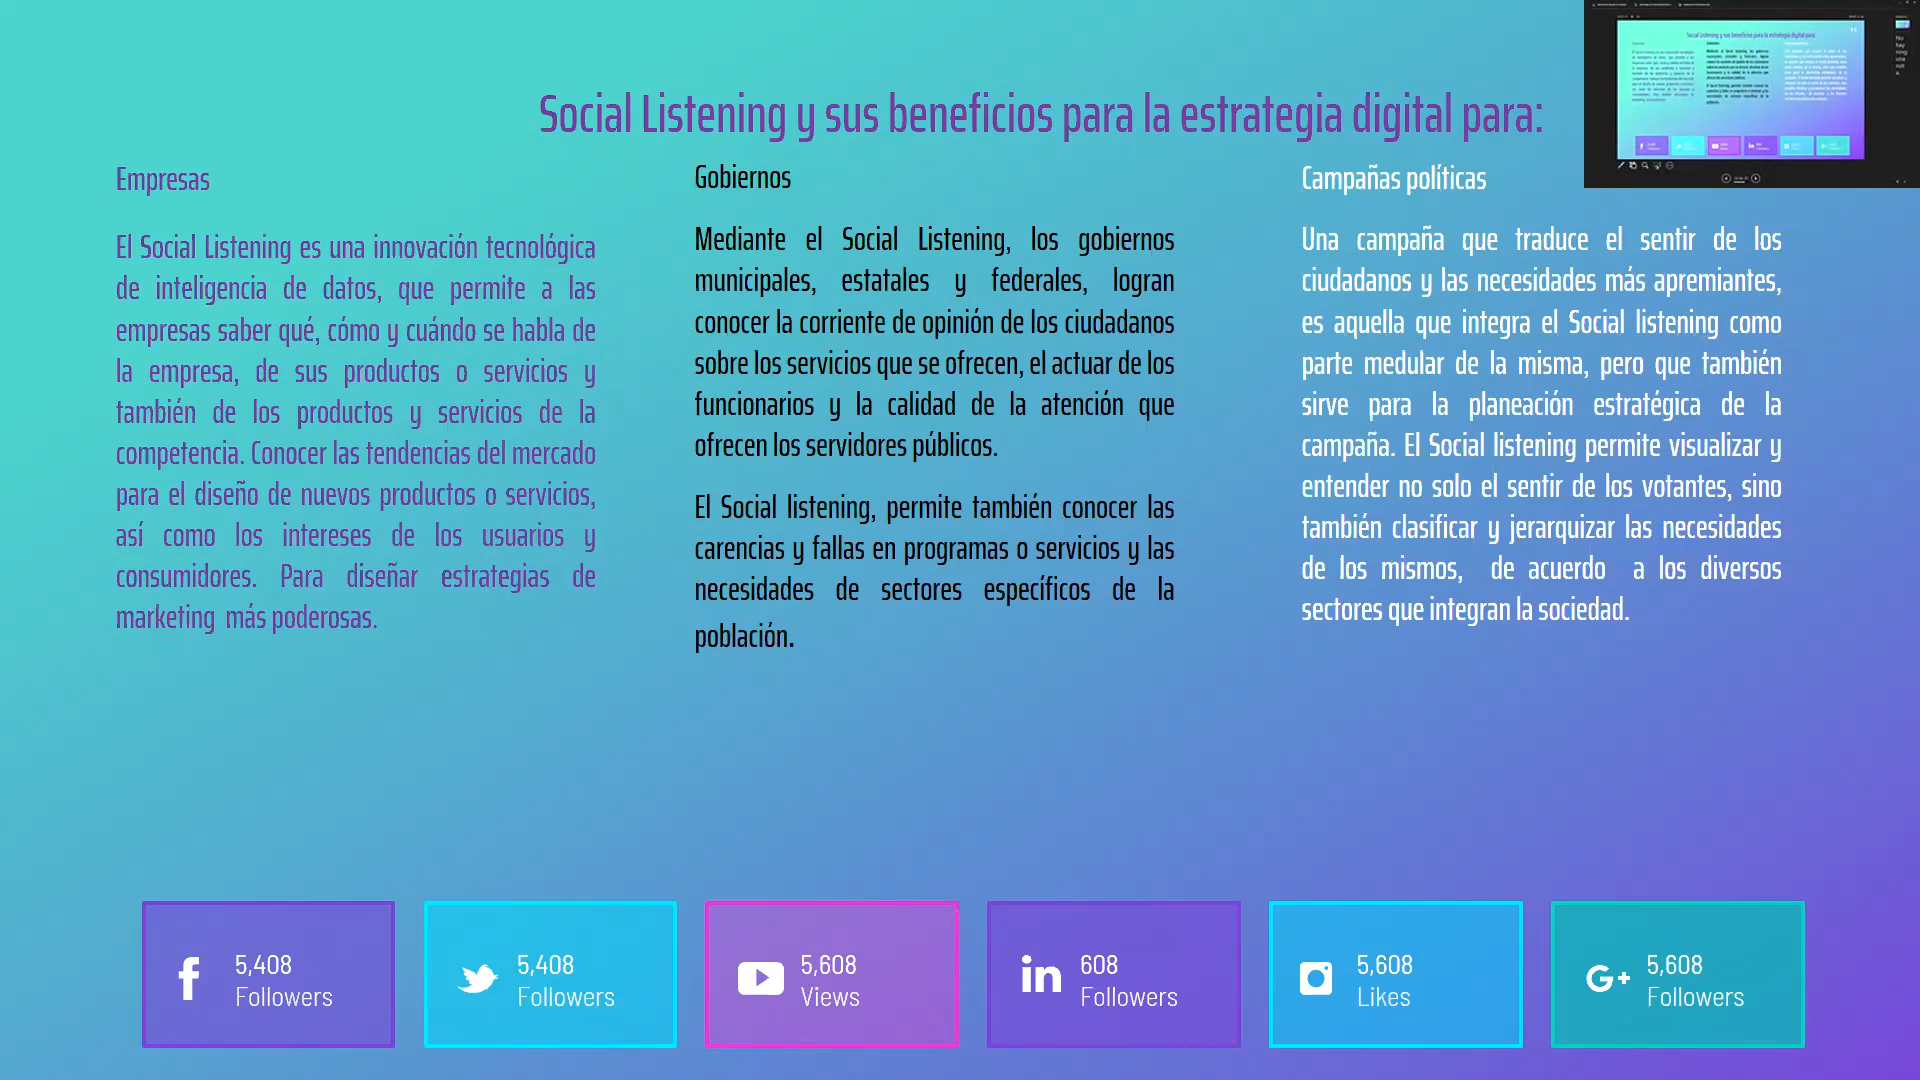 Social Listening y sus beneficios para la estrategia digital para:
Empresas
El Social Listening es una innovación tecnológica
de inteligencia de datos, que permite a las
empresas saber qué, cómo y cuándo se habla de
la empresa, de sus productos o servicios y
también de los productos y servicios de la
competencia. Conocer las tendencias del mercado
para el diseño de nuevos productos o servicios,
así como los intereses de los usuarios y
consumidores. Para diseñar estrategias de
marketing más poderosas.
Gobiernos
Mediante el Social Listening, los gobiernos
municipales, estatales y federales, logran
conocer la corriente de opinión de los ciudadanos
sobre los servicios que se ofrecen, el actuar de los
funcionarios y la calidad de la atención que
ofrecen los servidores públicos.
El Social listening, permite también conocer las
carencias y fallas en programas o servicios y las
necesidades de sectores específicos de la
población.
Campañas políticas
Una campaña que traduce el sentir de los
ciudadanos y las necesidades más apremiantes,
es aquella que integra el Social listening como
parte medular de la misma, pero que también
sirve para la planeación estratégica de la
campaña. El Social listening permite visualizar y
entender no solo el sentir de los votantes, sino
también clasificar y jerarquizar las necesidades
de los mismos, de acuerdo a los diversos
sectores que integran la sociedad.
5,408
Followers
5,408
Followers
5,608
Views
608
Followers
5,608
Likes
5,608
Followers
Social Listening y sus beneficios para la estrategia digital para: